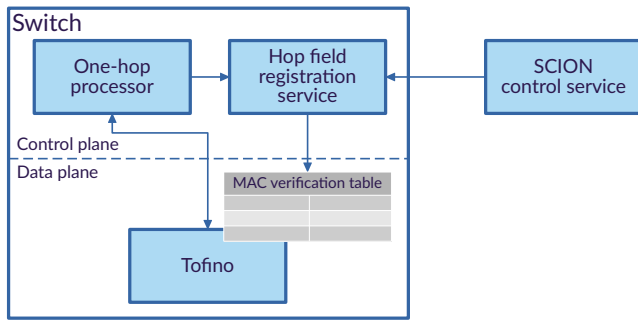 Switch
One-hop
processor
Hop field
registration
service
SCION
control service
Control plane
Data plane
MAC verification table
Tofino